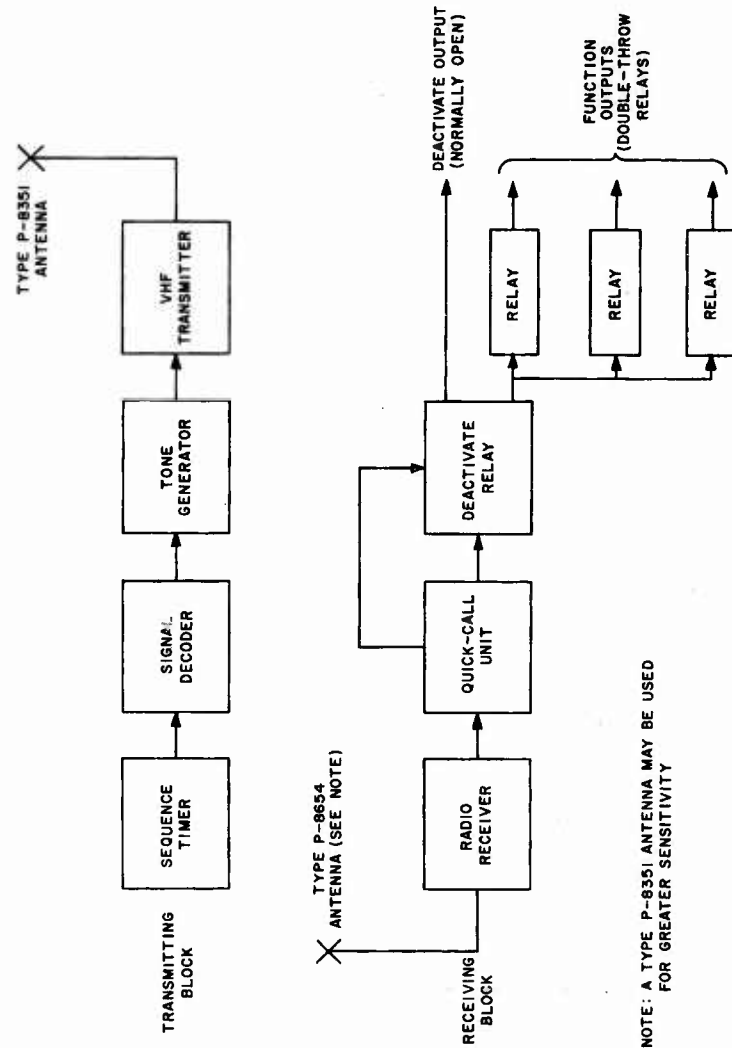 TYPE P-8351
ANTENNA
SEQUENCE
TIMER
SIGNAL
DECODER
TONE
GENERATOR
VHF
TRANSMITTER
TRANSMITTING
BLOCK
TYPE P-8654
ANTENNA (SEE NOTE)
RADIO
RECEIVER
QUICK-CALL
UNIT
DEACTIVATE
RELAY
DEACTIVATE OUTPUT
(NORMALLY OPEN)
RELAY
RELAY
RELAY
FUNCTION
OUTPUTS
(DOUBLE-THROW
RELAYS)
RECEIVING
BLOCK
NOTE: A TYPE P-8351 ANTENNA MAY BE USED
FOR GREATER SENSITIVITY